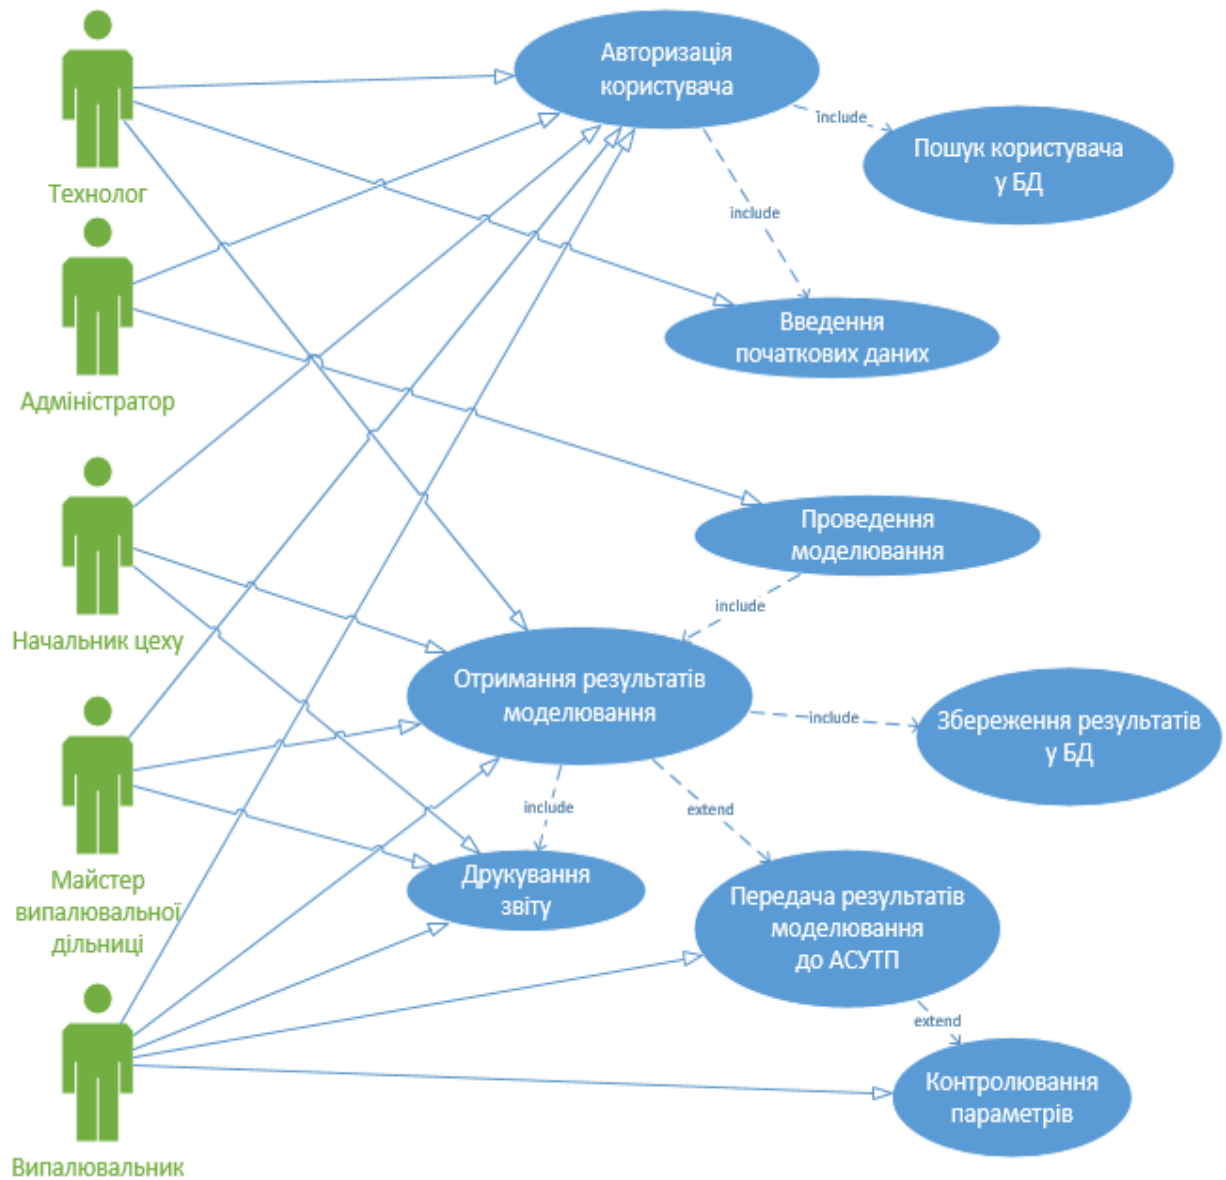 Авторизація
користувача
include
Пошук користувача
у БД
Технолог
include
Введення
початкових даних
Адміністратор
Проведення
моделювання
include
Начальник цеху
Отримання результатів
моделювання
include
Збереження результатів
у БД
include
extend
Майстер
випалювальної
дільниці
Друкування
звіту
Передача результатів
моделювання
до АСУТП
extend
Контролювання
параметрів
Випалювальник